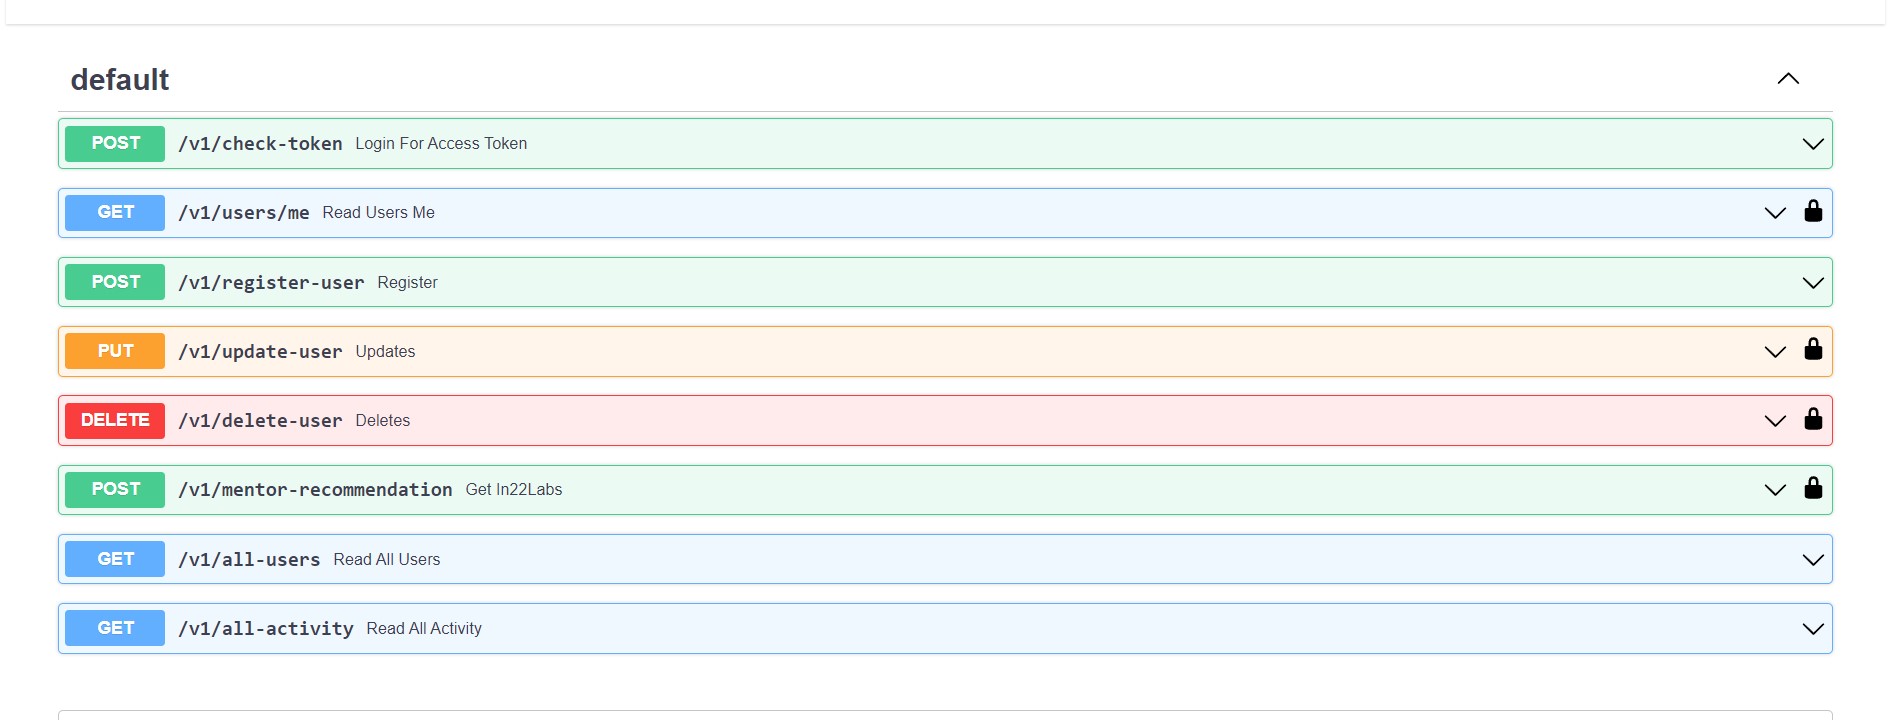 default
POST /v1/check-token Login For Access Token
GET /v1/users/me Read Users Me
POST /v1/register-user Register
PUT /v1/update-user Updates
DELETE /v1/delete-user Deletes
POST /v1/mentor-recommendation Get In22Labs
GET /v1/all-users Read All Users
GET /v1/all-activity Read All Activity